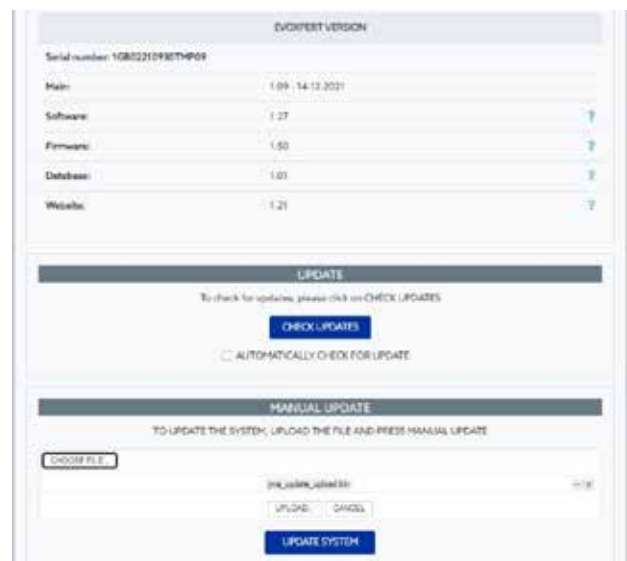 EVOXPERT VERSION
Serial number:
Main: 1.09 - 14.12.2021
Software: 1.27 ?
Firmware: 1.50 ?
Database: 1.01 ?
Website: 1.21 ?
UPDATE
To check for updates, please click on CHECK UPDATES
CHECK UPDATES
AUTOMATICALLY CHECK FOR UPDATE
MANUAL UPDATE
TO UPDATE THE SYSTEM, UPLOAD THE FILE AND PRESS MANUAL UPDATE
CHOOSE FILE...
UPLOAD CANCEL
UPDATE SYSTEM